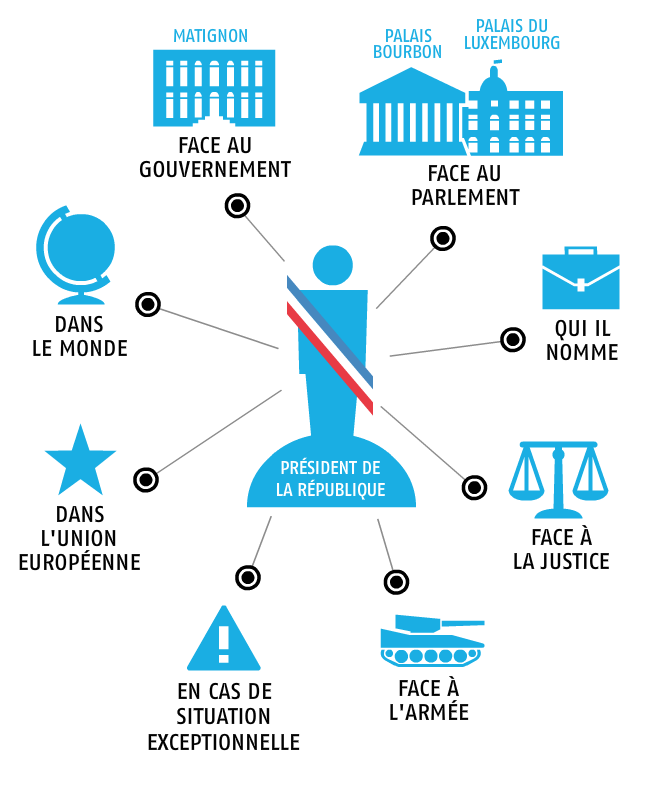 MATIGNON
FACE AU
GOUVERNEMENT
PALAIS
BOURBON
PALAIS DU
LUXEMBOURG
FACE AU
PARLEMENT
DANS
LE MONDE
QUI IL
NOMME
PRÉSIDENT DE
LA RÉPUBLIQUE
DANS
L'UNION
EUROPÉENNE
FACE À
LA JUSTICE
EN CAS DE
SITUATION
EXCEPTIONNELLE
FACE À
L'ARMÉE